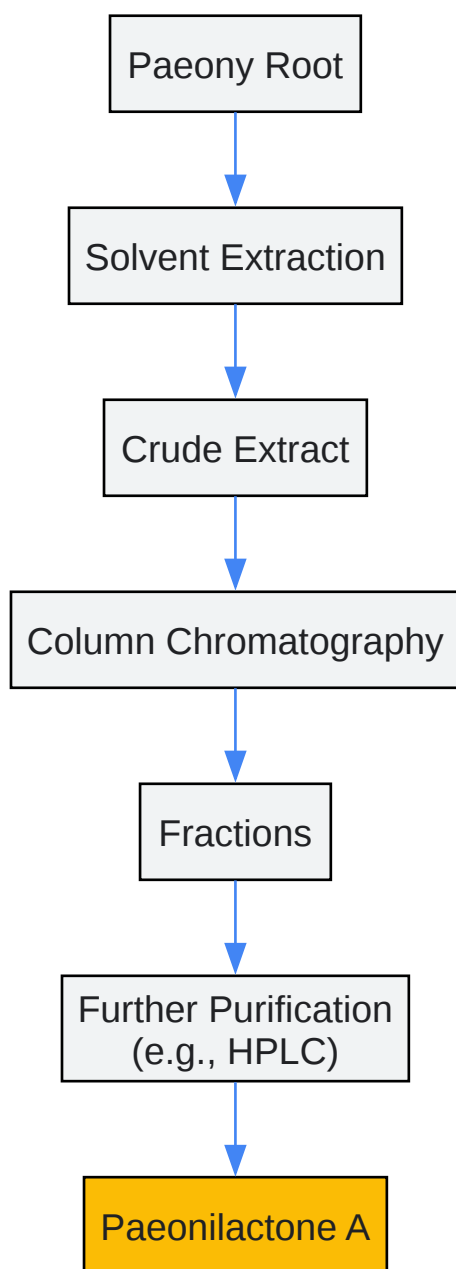 Paeony Root
Solvent Extraction
Crude Extract
Column Chromatography
Fractions
Further Purification
(e.g., HPLC)
Paeonilactone A